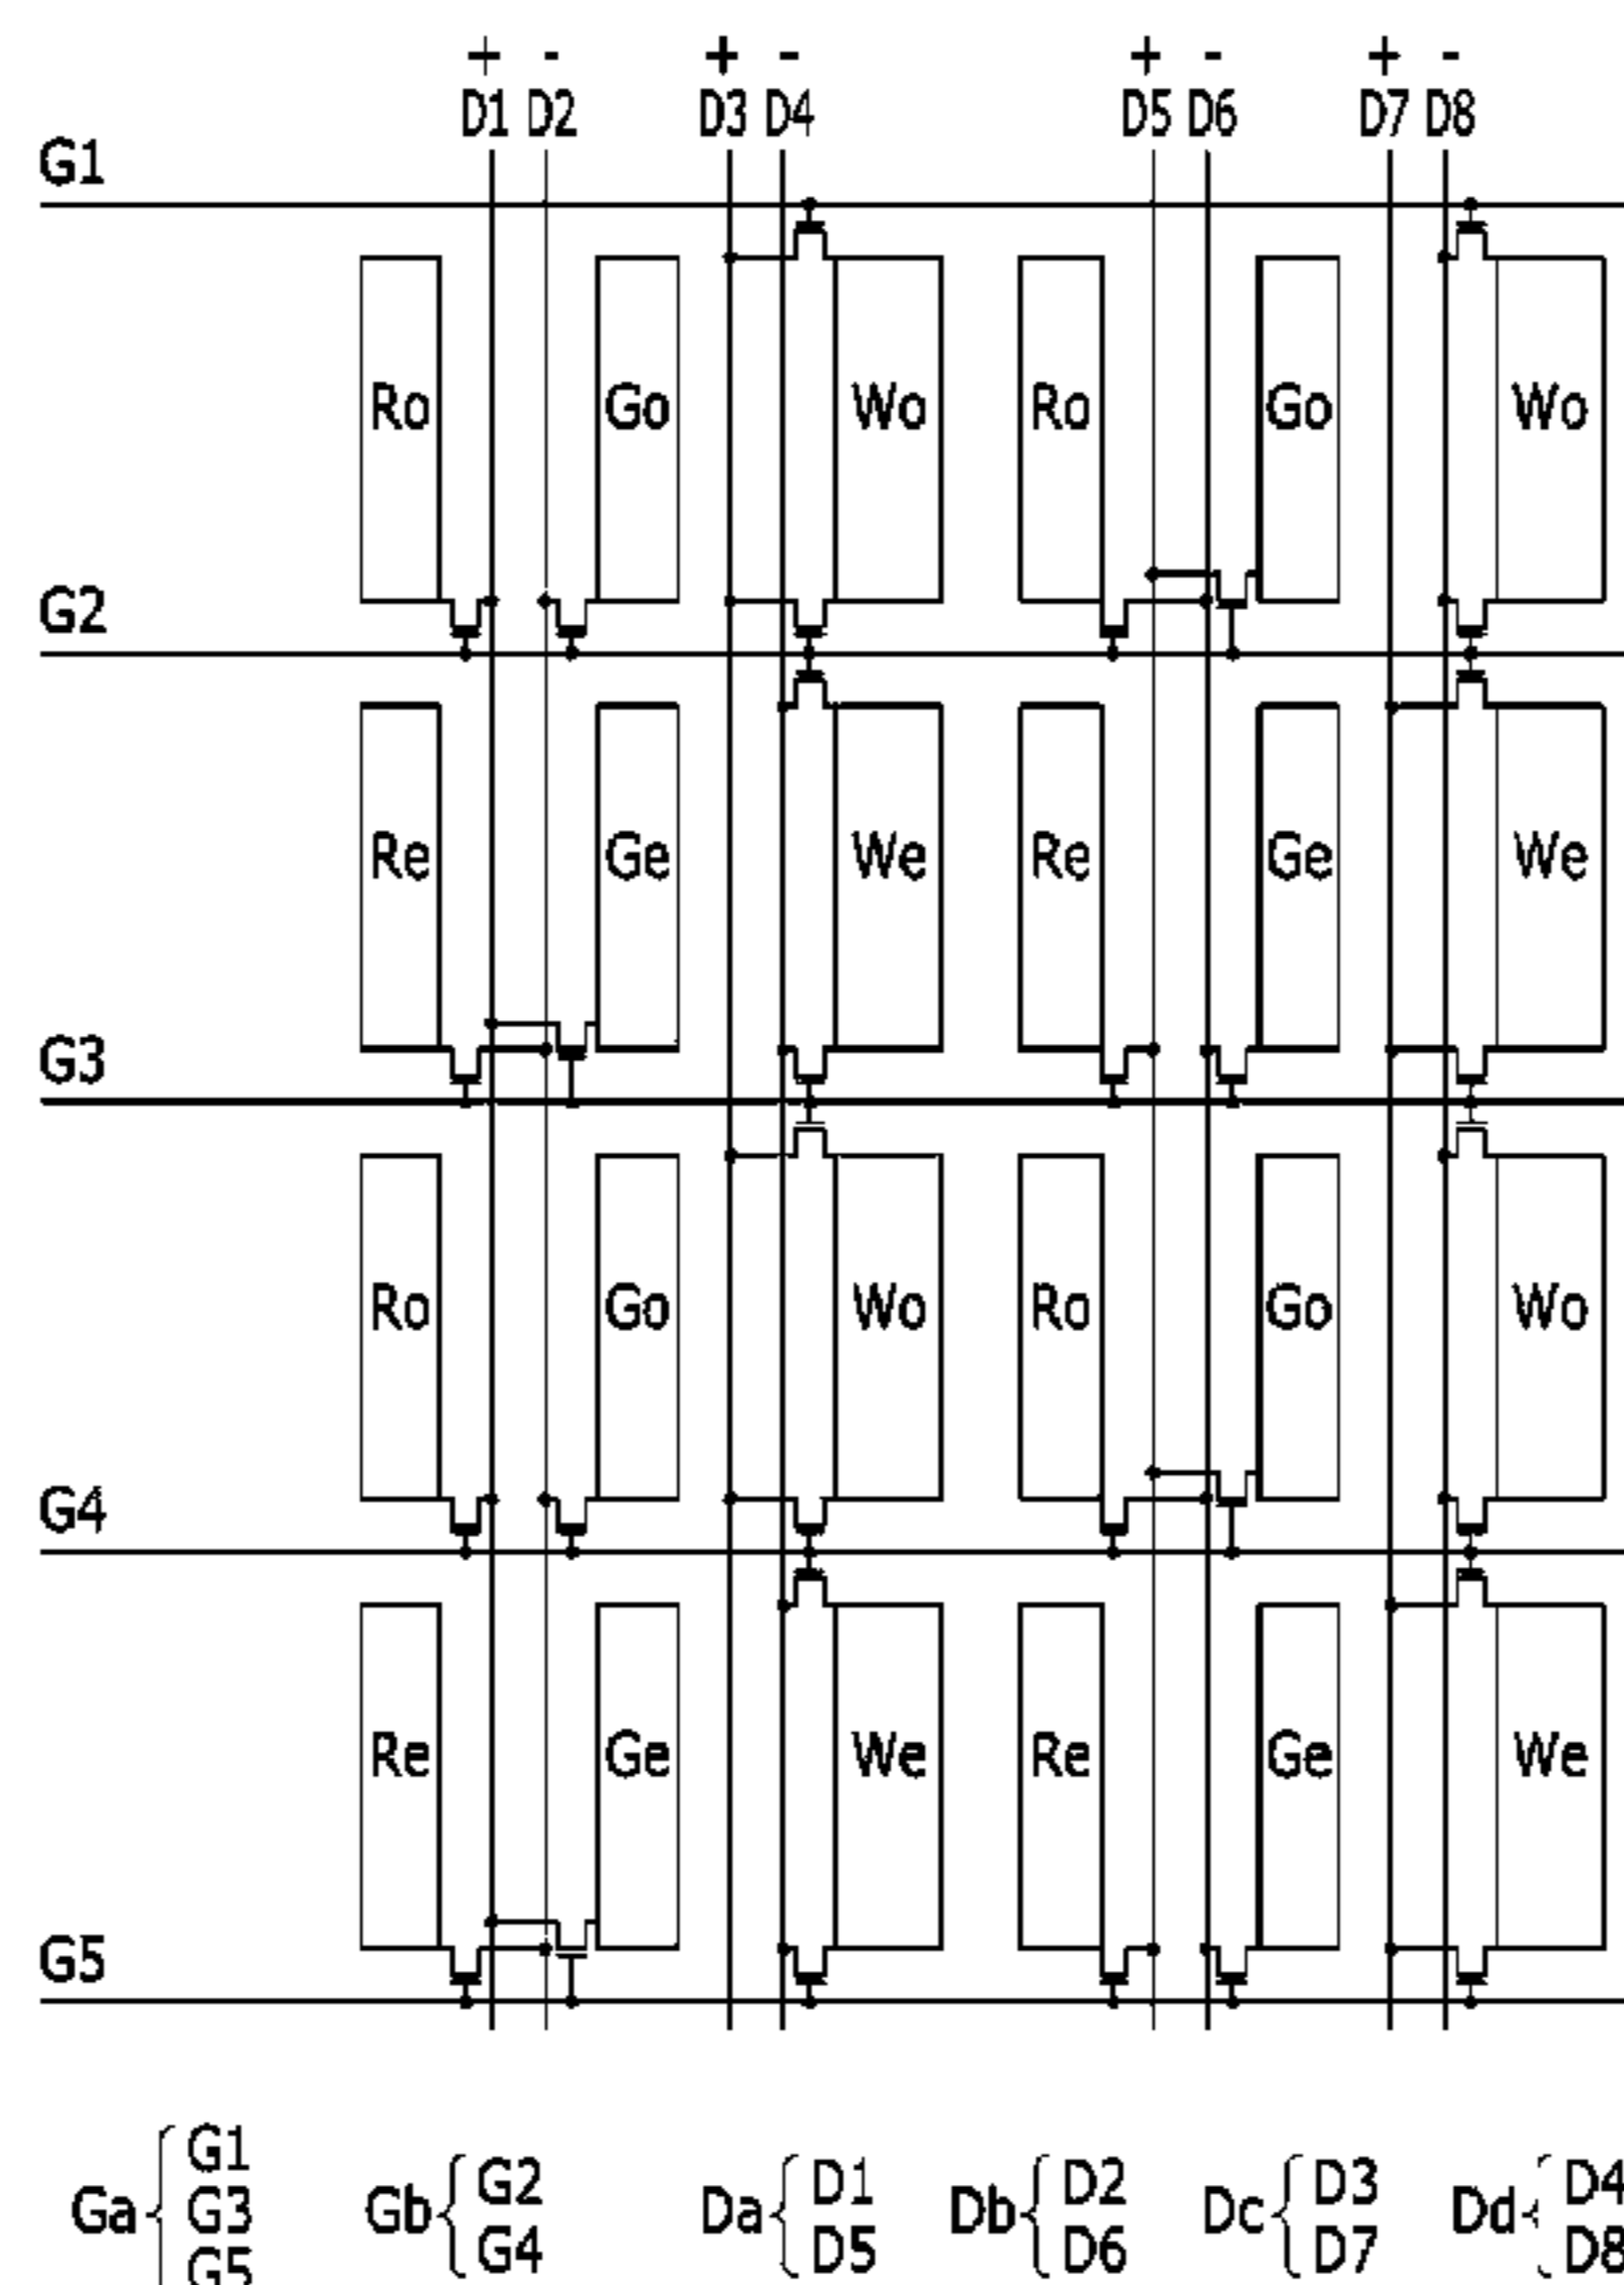 + - + - + - + -
D1 D2 D3 D4 D5 D6 D7 D8
G1
Ro Go Wo Ro Go Wo
G2
Re Ge We Re Ge We
G3
Ro Go Wo Ro Go Wo
G4
Re Ge We Re Ge We
G5
Ga { G1 G3 G5
Gb { G2 G4
Da { D1 D5
Db { D2 D6
Dc { D3 D7
Dd { D4 D8